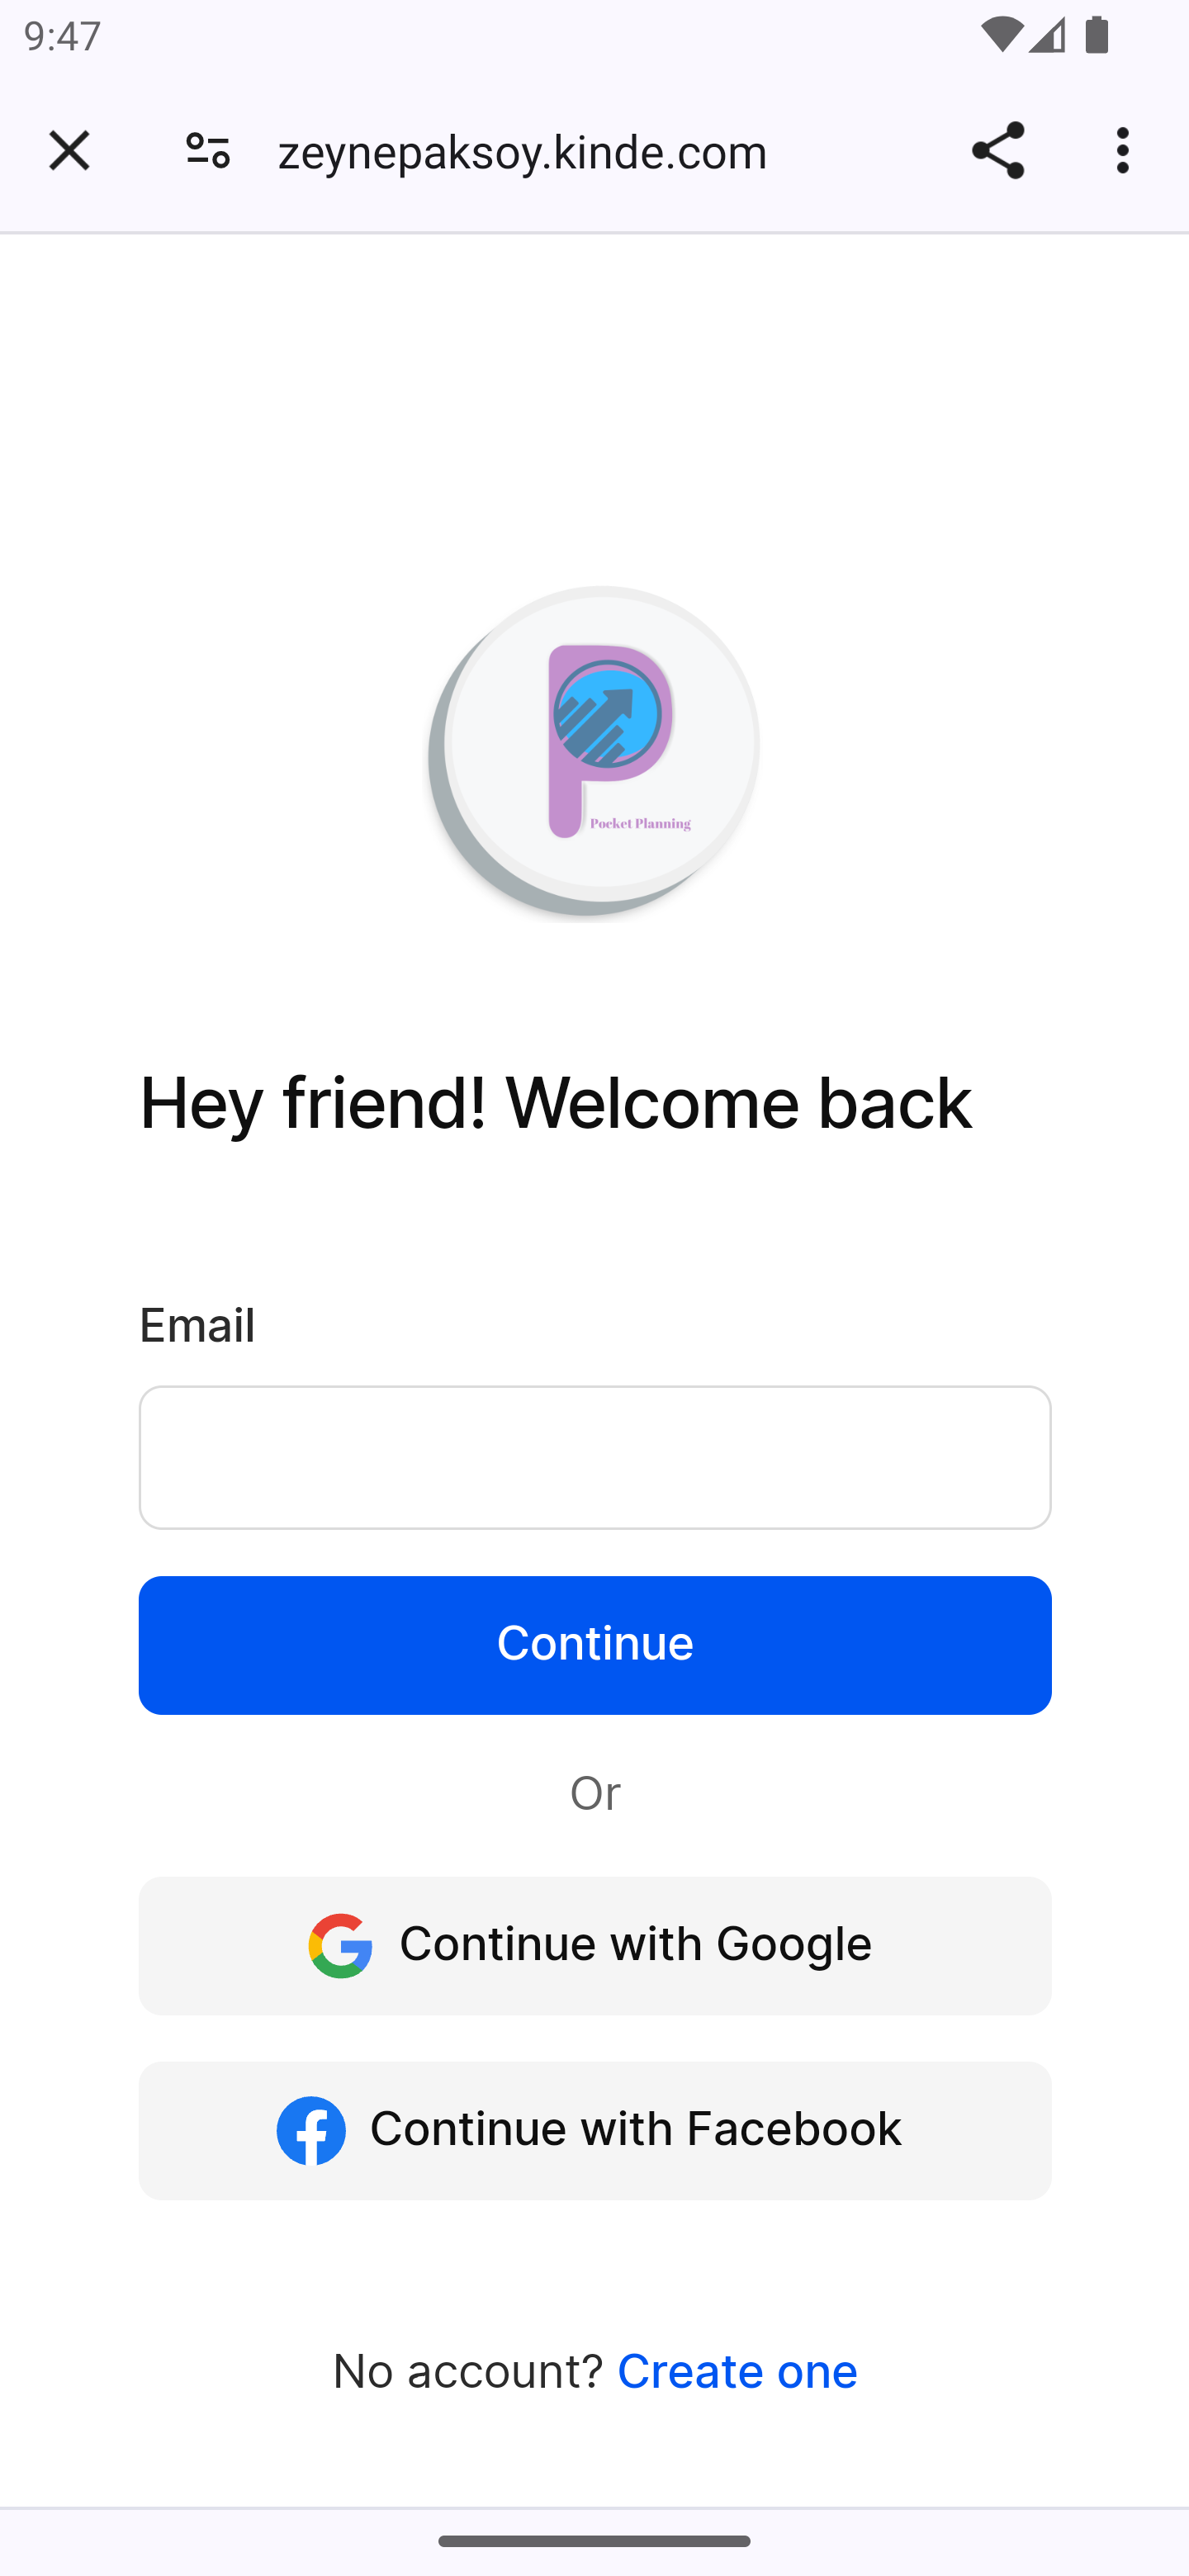 9:47
zeynepaksoy.kinde.com
Pocket Planning
Hey friend! Welcome back
Email
Continue
Or
Continue with Google
Continue with Facebook
No account? Create one